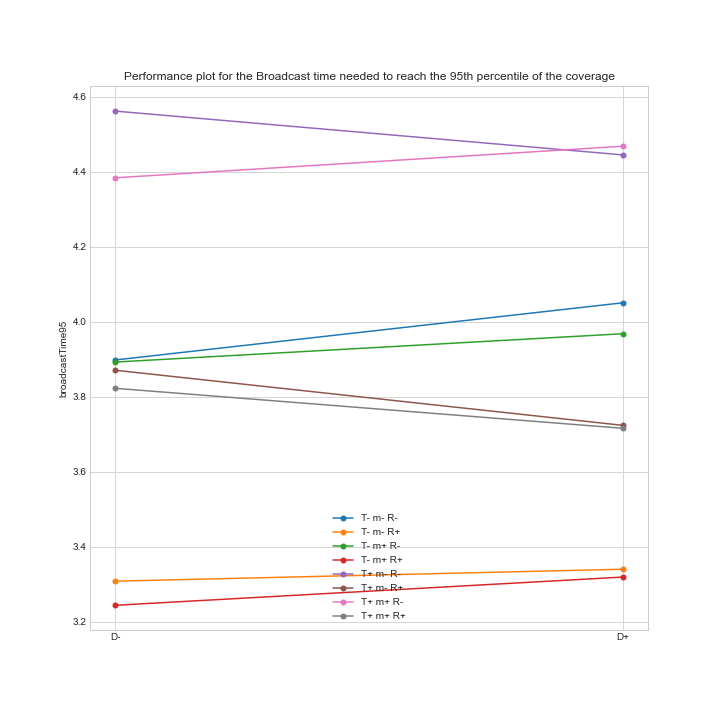 Performance plot for the Broadcast time needed to reach the 95th percentile of the coverage
4.6
4.4
4.2
4.0
3.8
3.6
3.4
3.2
broadcastTime95
T- m- R-
T- m- R+
T- m+ R-
T- m+ R+
T+ m- R-
T+ m- R+
T+ m+ R-
T+ m+ R+
D-
D+